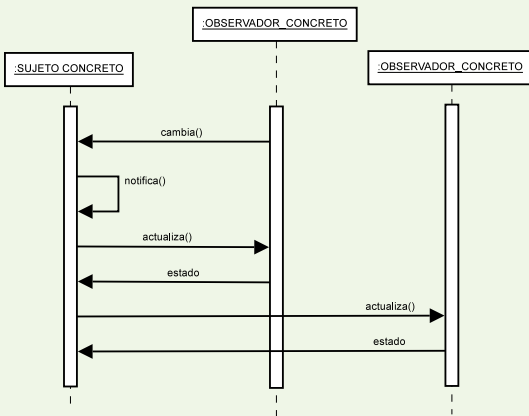 :OBSERVADOR_CONCRETO
:SUJETO CONCRETO
:OBSERVADOR_CONCRETO
cambia()
notifica()
actualiza()
estado
actualiza()
estado